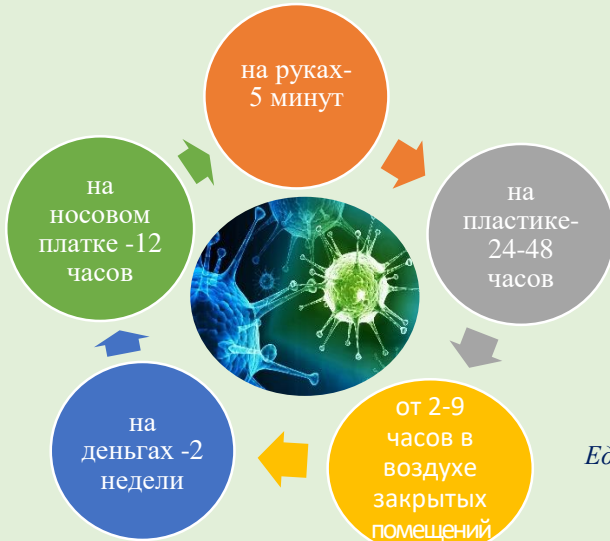 на руках-
5 минут
на
пластике-
24-48
часов
от 2-9
часов в
воздухе
закрытых
помещений
на
деньгах -2
недели
на
носовом
платке -12
часов
Ед